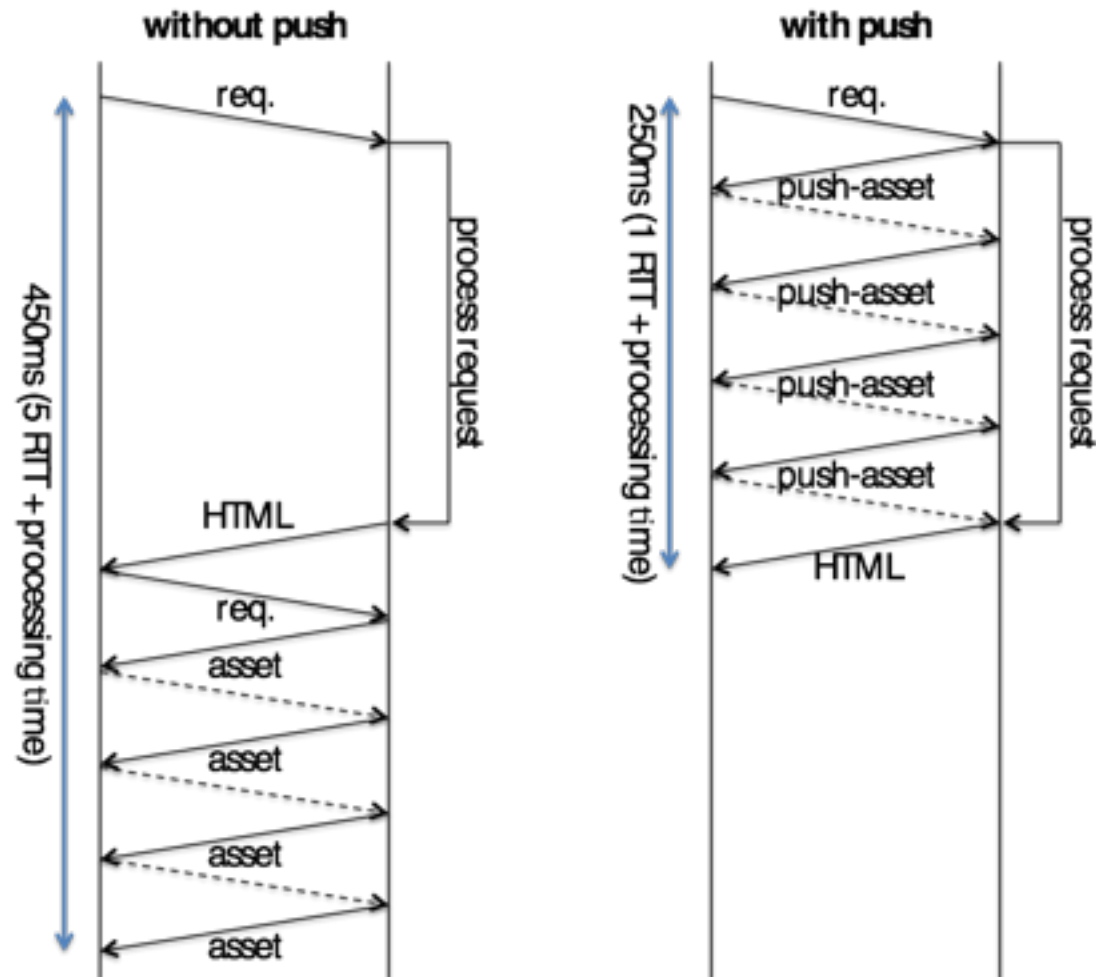 without push
req.
process request
450ms (5 RTT + processing time)
HTML
req.
asset
asset
asset
asset
with push
req.
250ms (1 RTT + processing time)
push-asset
push-asset
push-asset
push-asset
process request
HTML